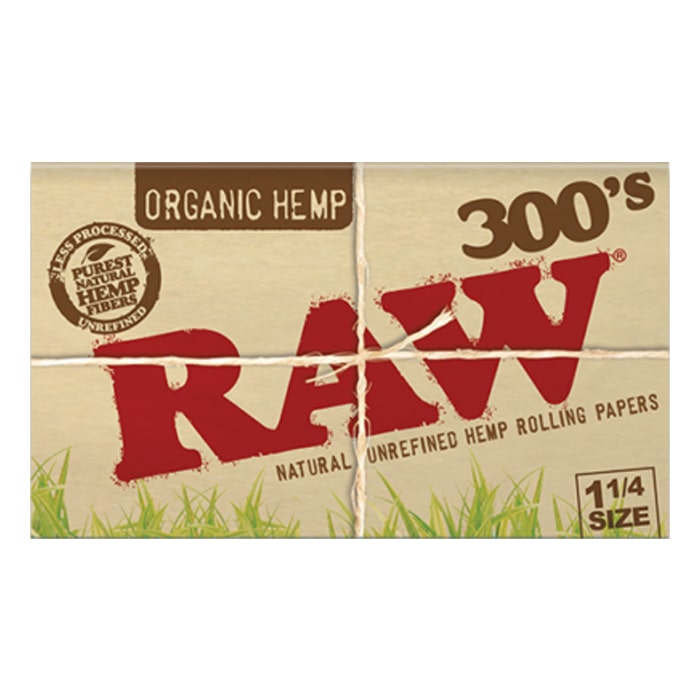 ORGANIC HEMP
300's
LESS PROCESSED
PUREST
NATURAL
HEMP
FIBERS
UNREFINED
RAW®
NATURAL UNREFINED HEMP ROLLING PAPERS
1 1/4
SIZE